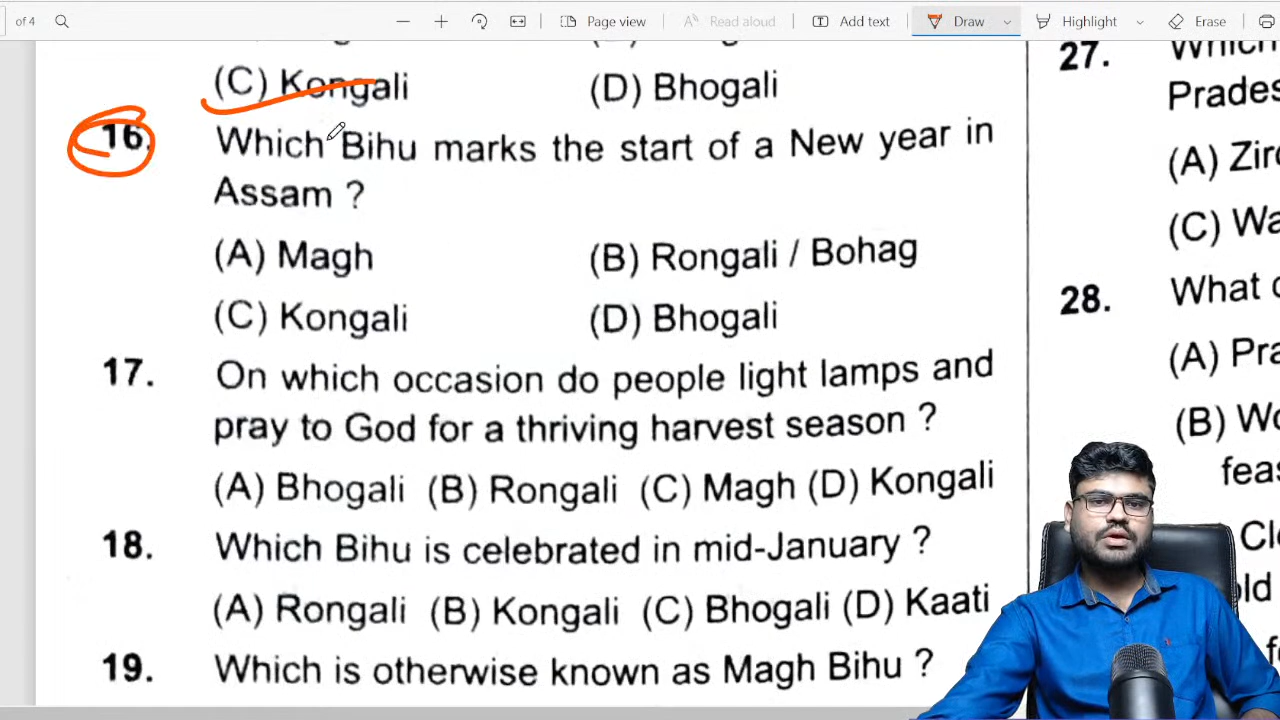 of 4
Page view
Read aloud
Add text
Draw
Highlight
Erase
(C) Kongali (D) Bhogali
16. Which Bihu marks the start of a New year in
Assam ?
(A) Magh (B) Rongali / Bohag
(C) Kongali (D) Bhogali
17. On which occasion do people light lamps and
pray to God for a thriving harvest season ?
(A) Bhogali (B) Rongali (C) Magh (D) Kongali
18. Which Bihu is celebrated in mid-January ?
(A) Rongali (B) Kongali (C) Bhogali (D) Kaati
19. Which is otherwise known as Magh Bihu ?
27. Which
Prades
(A) Zir
(C) Wa
28. What
(A) Pra
(B) Wo
feas
Cl
old